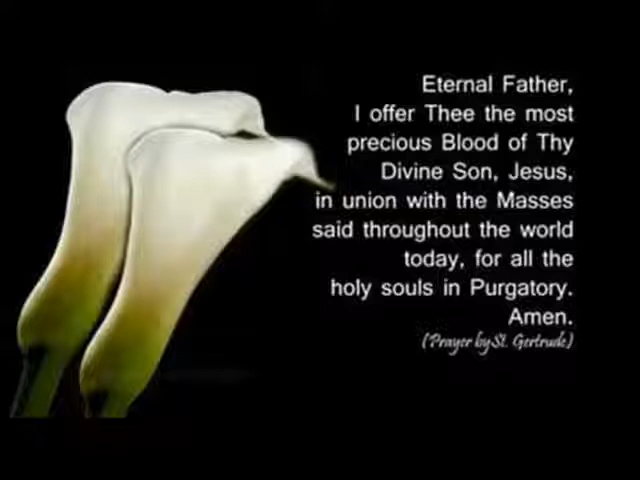 Eternal Father,
I offer Thee the most
precious Blood of Thy
Divine Son, Jesus,
in union with the Masses
said throughout the world
today, for all the
holy souls in Purgatory.
Amen.
(Prayer by St. Gertrude)